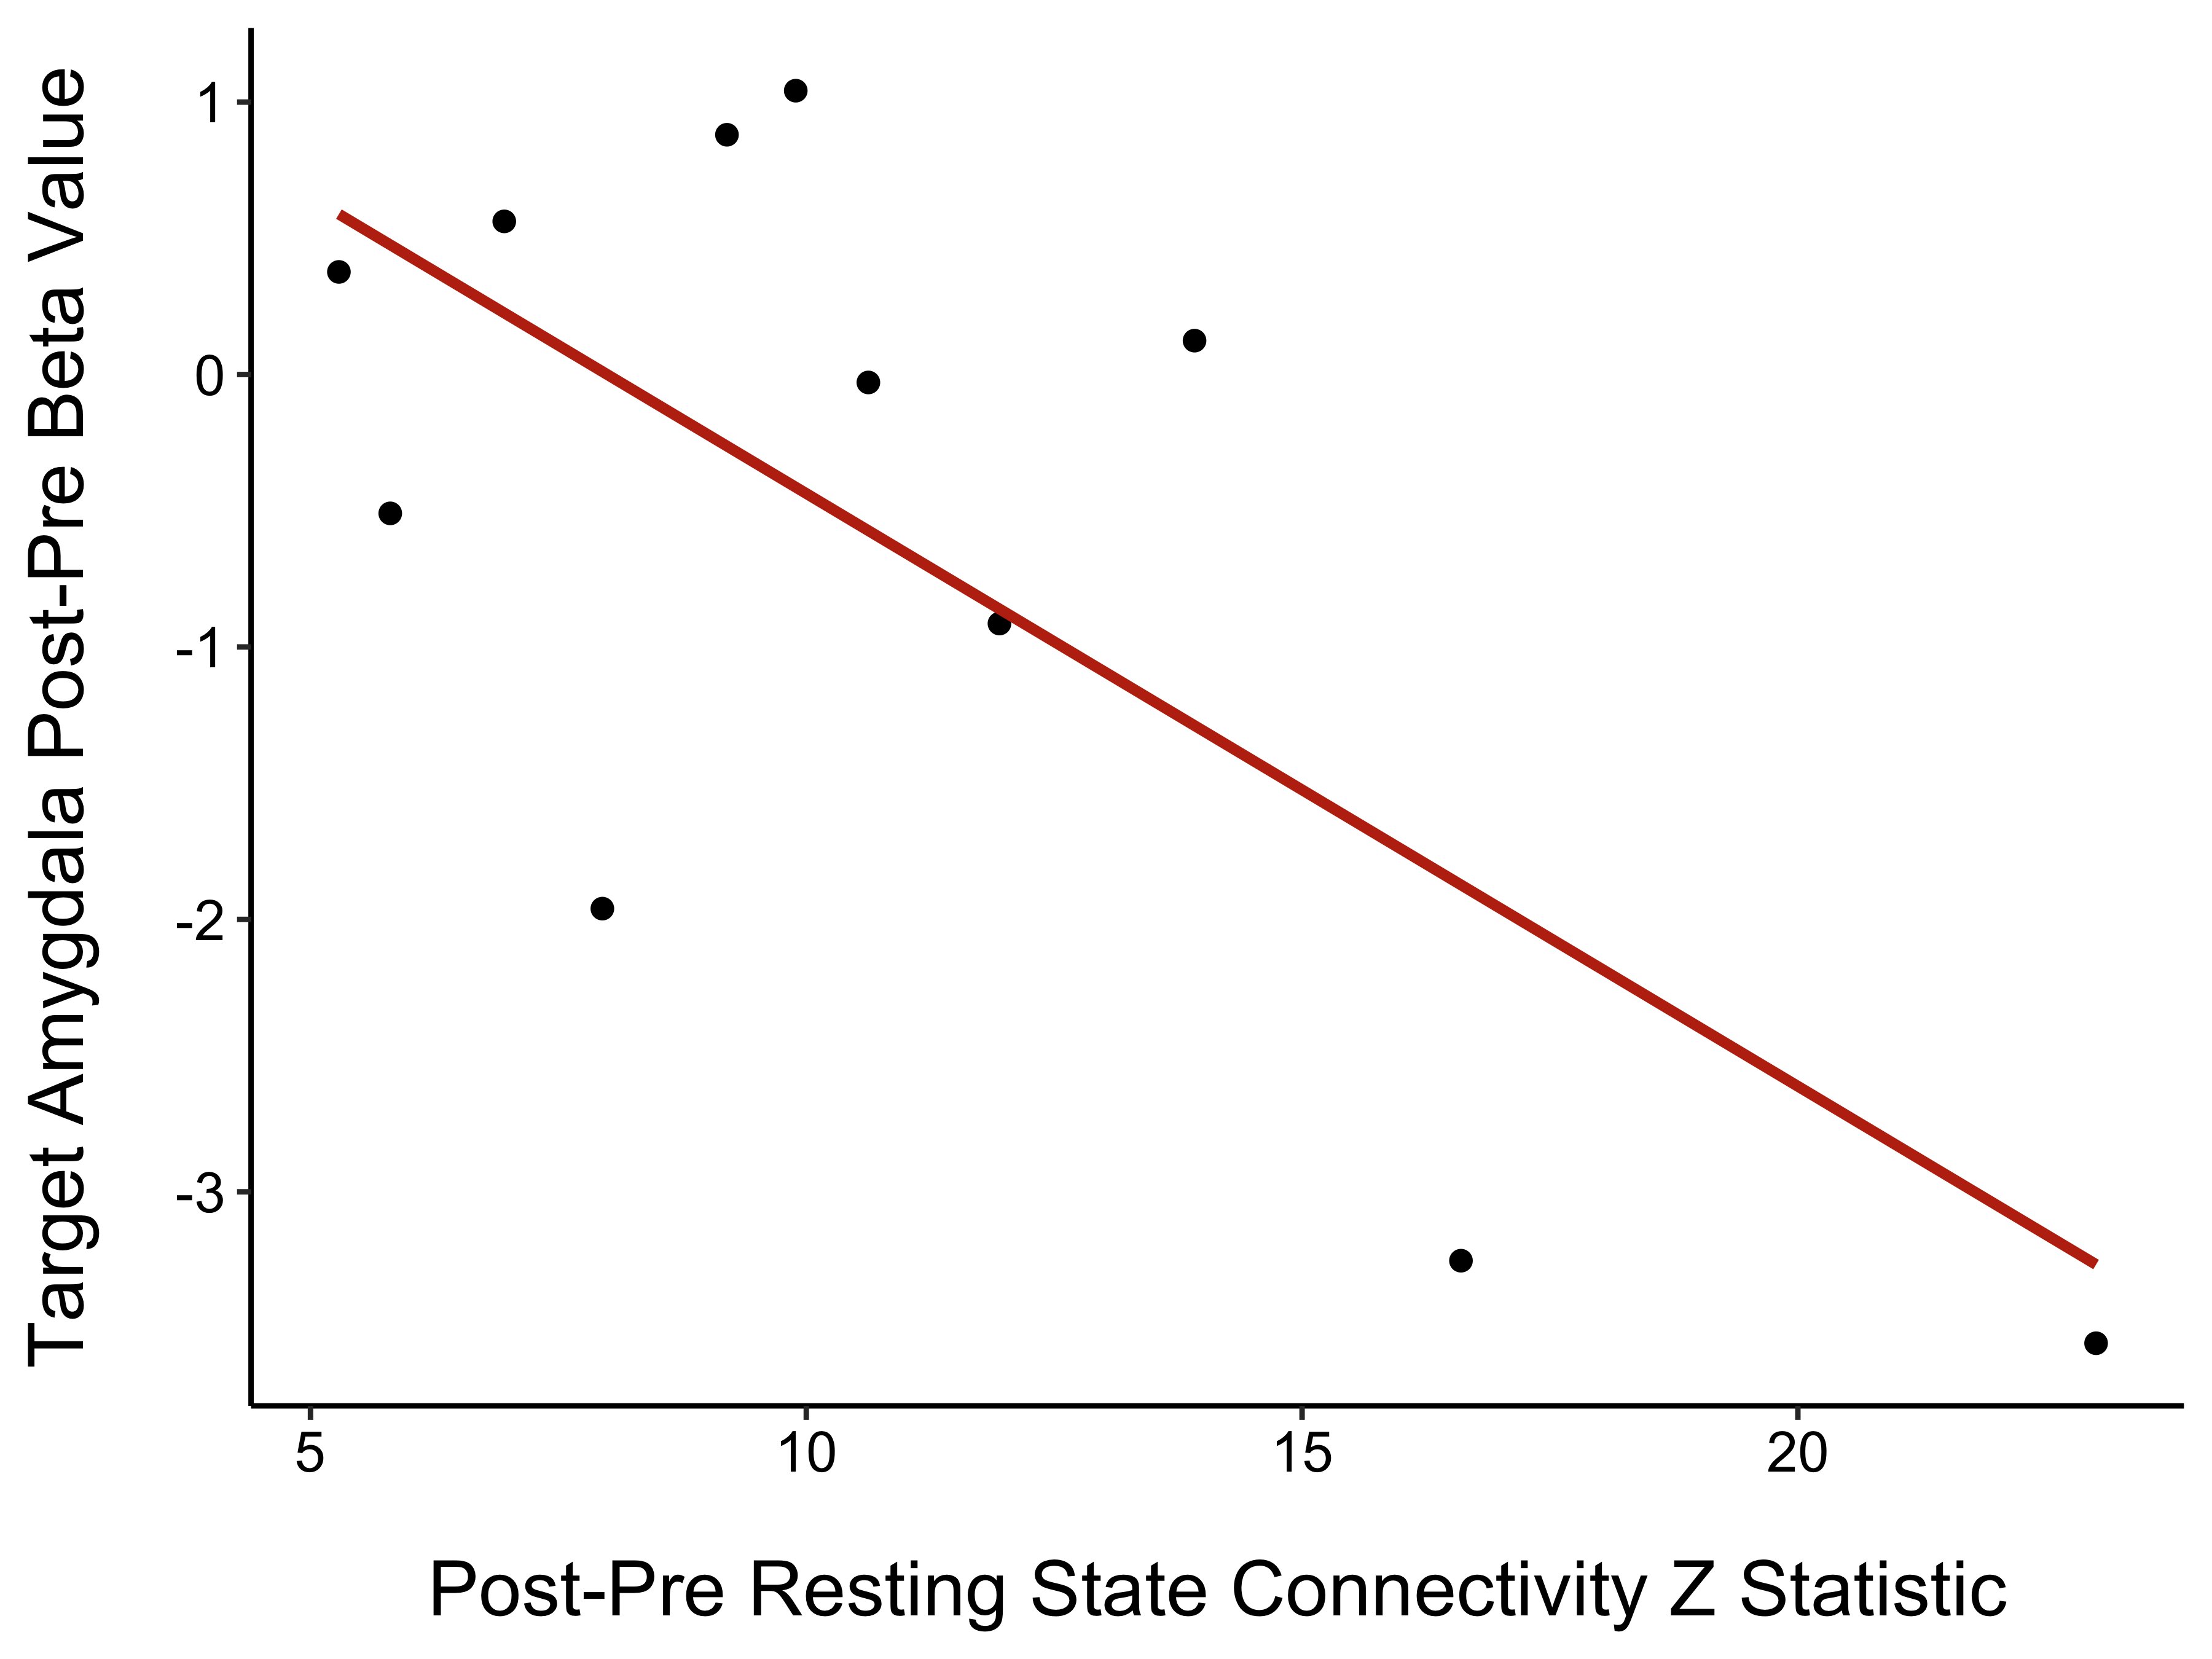 Target Amygdala Post-Pre Beta Value
1
0
-1
-2
-3
5 10 15 20
Post-Pre Resting State Connectivity Z Statistic